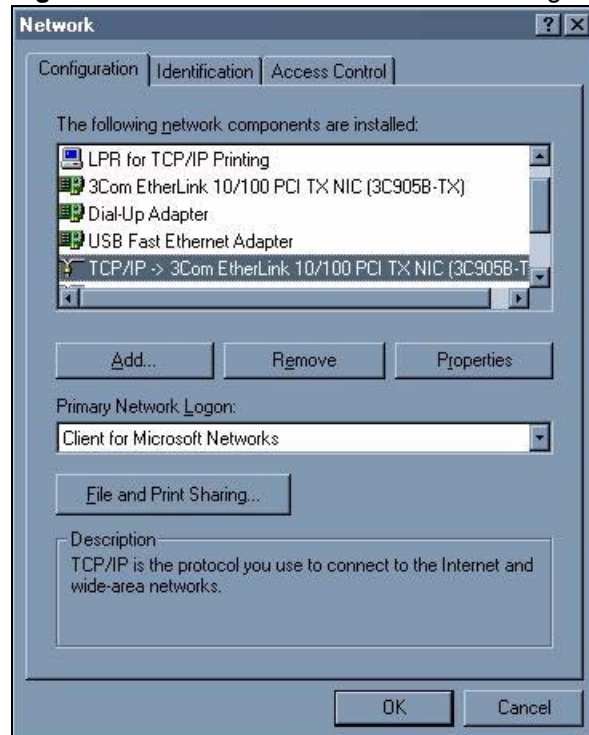 Network
Configuration Identification Access Control
The following network components are installed:
LPR for TCP/IP Printing
3Com EtherLink 10/100 PCI TX NIC (3C905B-TX)
Dial-Up Adapter
USB Fast Ethernet Adapter
TCP/IP -> 3Com EtherLink 10/100 PCI TX NIC (3C905B-T
Add... Remove Properties
Primary Network Logon:
Client for Microsoft Networks
File and Print Sharing...
Description
TCP/IP is the protocol you use to connect to the Internet and
wide-area networks.
OK Cancel